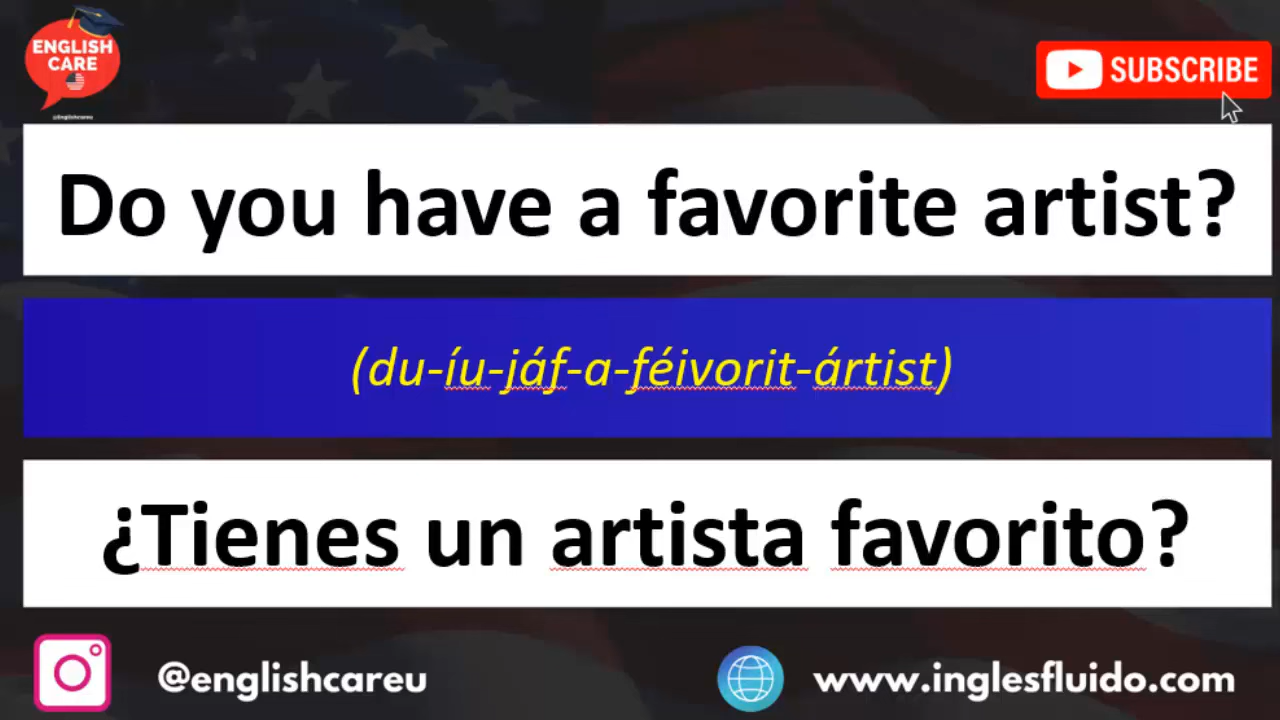 ENGLISH
CARE
@Englishcareu
SUBSCRIBE
Do you have a favorite artist?
(du-íu-jáf-a-féivorit-ártist)
¿Tienes un artista favorito?
@englishcareu
www.inglesfluido.com